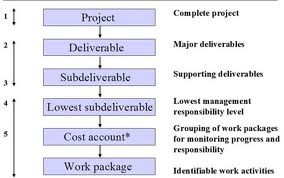 1 Project Complete project
2 Deliverable Major deliverables
3 Subdeliverable Supporting deliverables
4 Lowest subdeliverable Lowest management
responsibility level
5 Cost account* Grouping of work packages
for monitoring progress and
responsibility
Work package Identifiable work activities